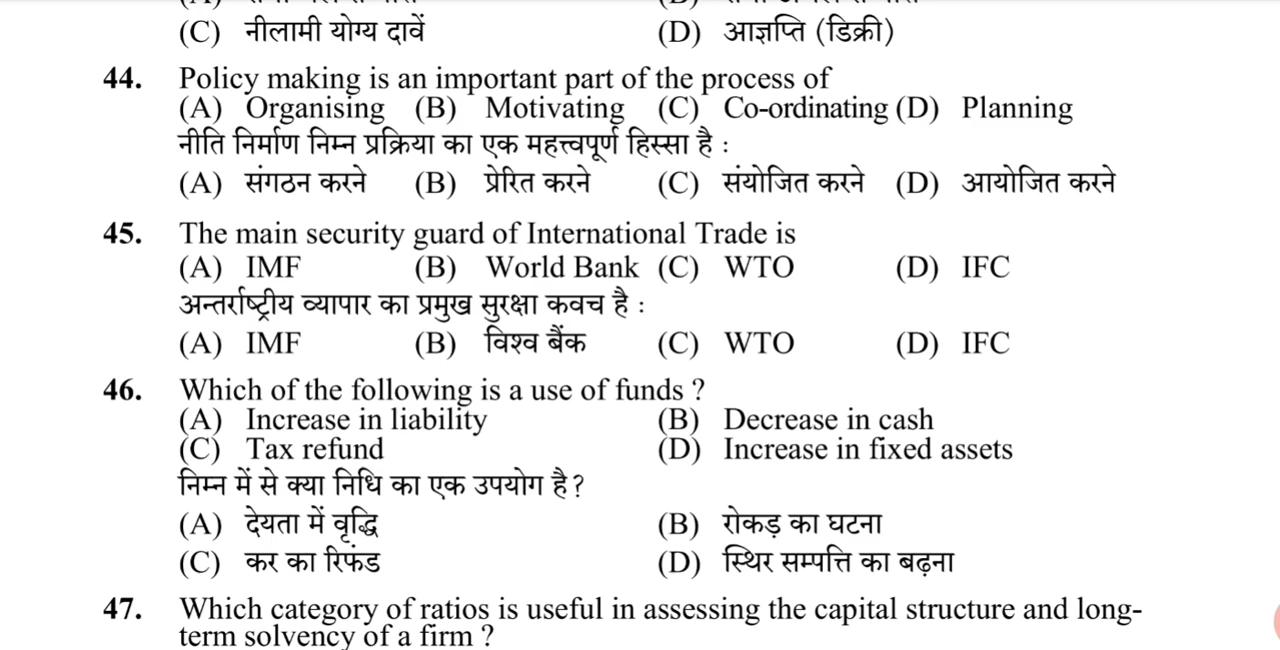 (C) नीलामी योग्य दावें (D) आज्ञप्ति (डिक्री)
44. Policy making is an important part of the process of
(A) Organising (B) Motivating (C) Co-ordinating (D) Planning
नीति निर्माण निम्न प्रक्रिया का एक महत्त्वपूर्ण हिस्सा है :
(A) संगठन करने (B) प्रेरित करने (C) संयोजित करने (D) आयोजित करने
45. The main security guard of International Trade is
(A) IMF (B) World Bank (C) WTO (D) IFC
अन्तर्राष्ट्रीय व्यापार का प्रमुख सुरक्षा कवच है :
(A) IMF (B) विश्व बैंक (C) WTO (D) IFC
46. Which of the following is a use of funds ?
(A) Increase in liability (B) Decrease in cash
(C) Tax refund (D) Increase in fixed assets
निम्न में से क्या निधि का एक उपयोग है ?
(A) देयता में वृद्धि (B) रोकड़ का घटना
(C) कर का रिफंड (D) स्थिर सम्पत्ति का बढ़ना
47. Which category of ratios is useful in assessing the capital structure and long-
term solvency of a firm ?